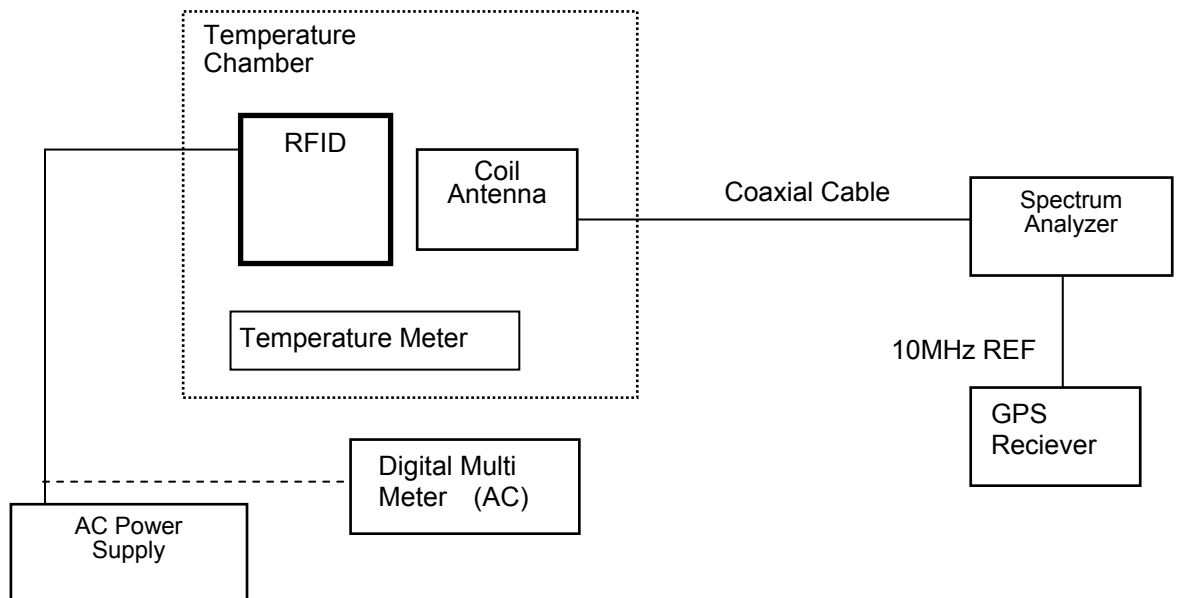 Temperature
Chamber
RFID
Coil
Antenna
Coaxial Cable
Spectrum
Analyzer
Temperature Meter
10MHz REF
GPS
Reciever
Digital Multi
Meter (AC)
AC Power
Supply